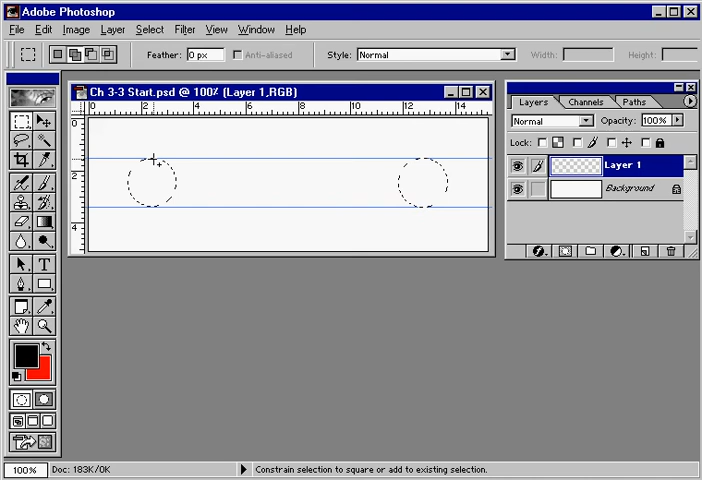 Adobe Photoshop
File Edit Image Layer Select Filter View Window Help
Feather: 0 px Anti-aliased Style: Normal Width: Height:
Ch 3-3 Start.psd @ 100% (Layer 1,RGB)
0 2 4 6 8 10 12 14
0
2
4
Layers Channels Paths
Normal Opacity: 100%
Lock:
Layer 1
Background
T
100% Doc: 183K/0K Constrain selection to square or add to existing selection.